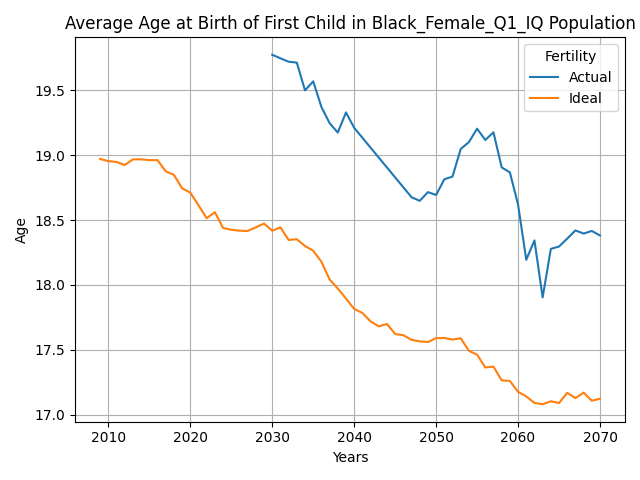 Average Age at Birth of First Child in Black_Female_Q1_IQ Population
Fertility
Actual
Ideal
19.5
19.0
18.5
18.0
17.5
17.0
Age
2010 2020 2030 2040 2050 2060 2070
Years